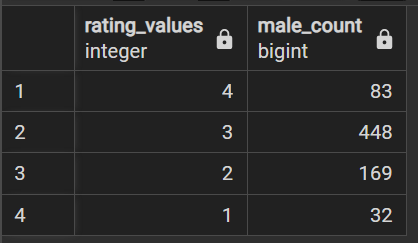 rating_values male_count
integer bigint
1 4 83
2 3 448
3 2 169
4 1 32